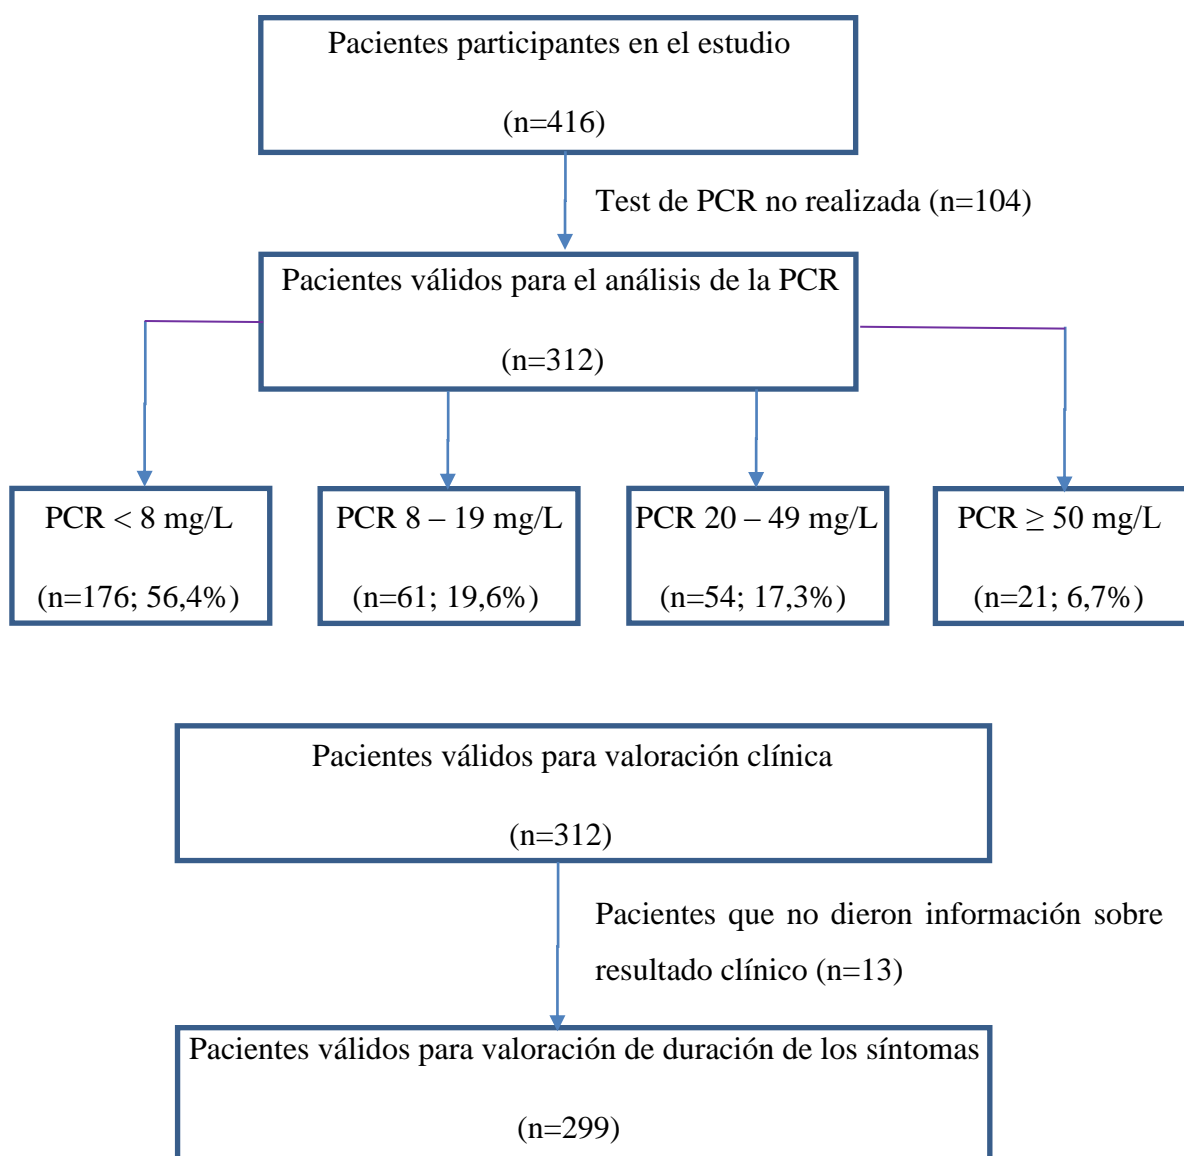 Pacientes participantes en el estudio
(n=416)
Test de PCR no realizada (n=104)
Pacientes válidos para el análisis de la PCR
(n=312)
PCR < 8 mg/L
(n=176; 56,4%)
PCR 8 – 19 mg/L
(n=61; 19,6%)
PCR 20 – 49 mg/L
(n=54; 17,3%)
PCR ≥ 50 mg/L
(n=21; 6,7%)
Pacientes válidos para valoración clínica
(n=312)
Pacientes que no dieron información sobre
resultado clínico (n=13)
Pacientes válidos para valoración de duración de los síntomas
(n=299)